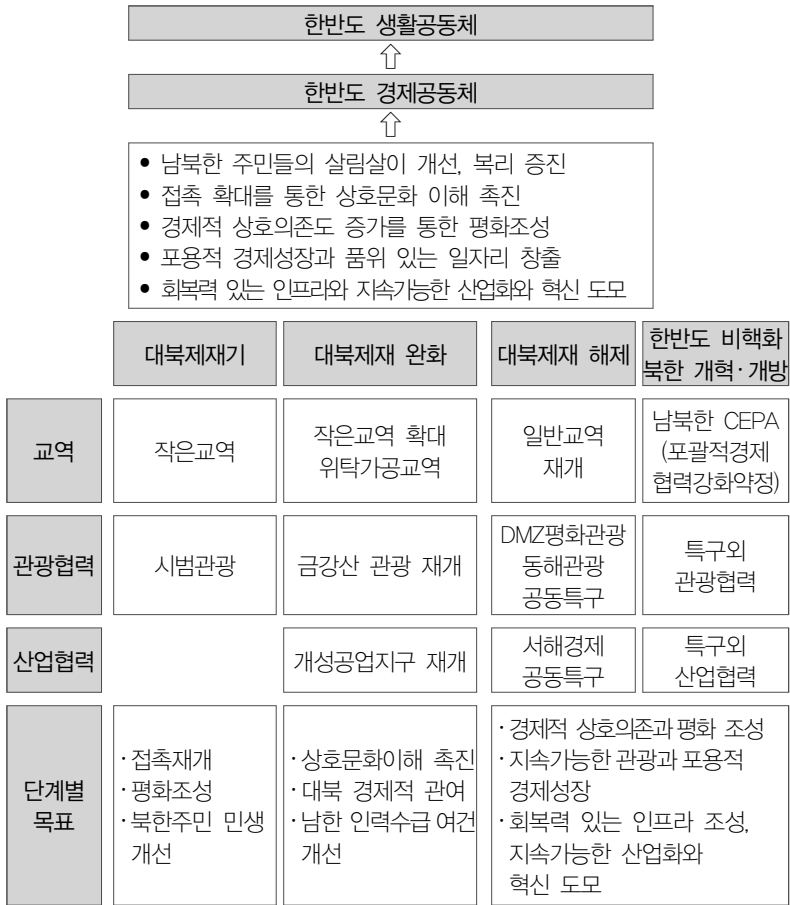 한반도 생활공동체
⇧
한반도 경제공동체
⇧
• 남북한 주민들의 살림살이 개선, 복리 증진
• 접촉 확대를 통한 상호문화 이해 촉진
• 경제적 상호의존도 증가를 통한 평화조성
• 포용적 경제성장과 품위 있는 일자리 창출
• 회복력 있는 인프라와 지속가능한 산업화와 혁신 도모
대북제재기
대북제재 완화
대북제재 해제
한반도 비핵화
북한 개혁·개방
교역
작은교역
작은교역 확대
위탁가공교역
일반교역
재개
남북한 CEPA
(포괄적경제
협력강화약정)
관광협력
시범관광
금강산 관광 재개
DMZ평화관광
동해관광
공동특구
특구외
관광협력
산업협력
개성공업지구 재개
서해경제
공동특구
특구외
산업협력
단계별
목표
·접촉재개
·평화조성
·북한주민 민생
개선
·상호문화이해 촉진
·대북 경제적 관여
·남한 인력수급 여건
개선
·경제적 상호의존과 평화 조성
·지속가능한 관광과 포용적
경제성장
·회복력 있는 인프라 조성,
지속가능한 산업화와
혁신 도모